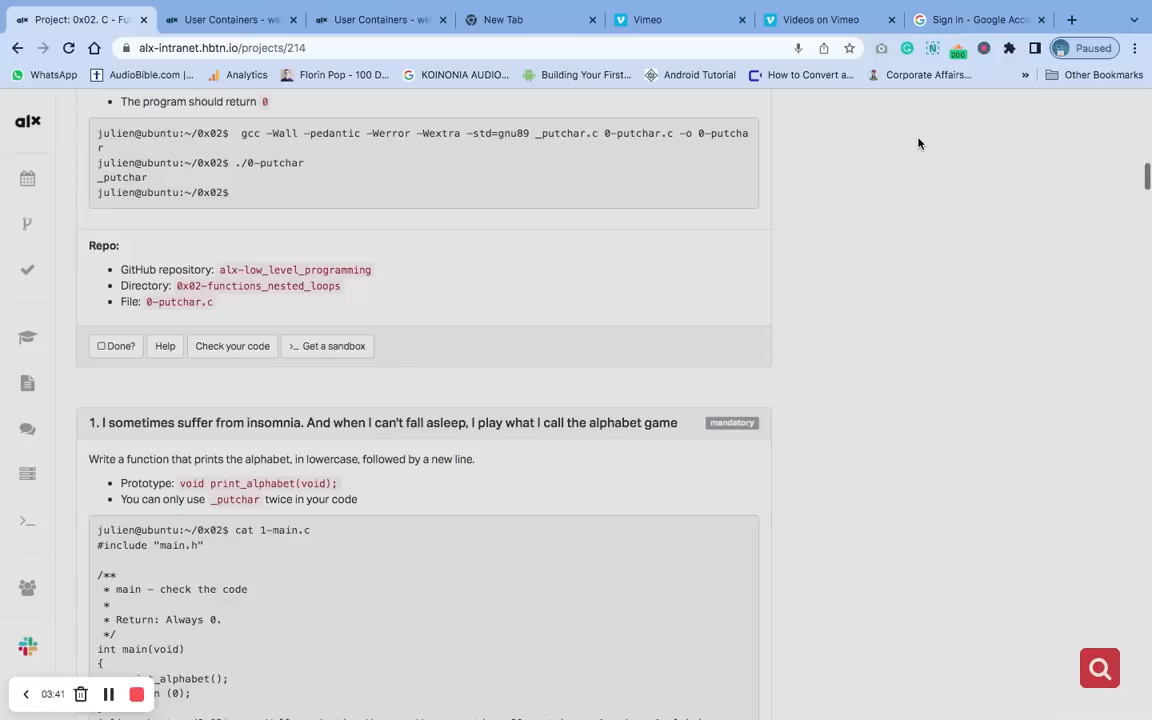 Project: 0x02. C - Fu
User Containers - we
User Containers - we
New Tab
Vimeo
Videos on Vimeo
Sign in - Google Acco
alx-intranet.hbtn.io/projects/214
200
Paused
WhatsApp
AudioBible.com |...
Analytics
Florin Pop - 100 D...
KOINONIA AUDIO...
Building Your First...
Android Tutorial
How to Convert a...
Corporate Affairs...
» Other Bookmarks
alx
• The program should return 0
julien@ubuntu:~/0x02$ gcc -Wall -pedantic -Werror -Wextra -std=gnu89 _putchar.c 0-putchar.c -o 0-putcha
r
julien@ubuntu:~/0x02$ ./0-putchar
_putchar
julien@ubuntu:~/0x02$
Repo:
• GitHub repository: alx-low_level_programming
• Directory: 0x02-functions_nested_loops
• File: 0-putchar.c
Done? Help Check your code >_ Get a sandbox
1. I sometimes suffer from insomnia. And when I can't fall asleep, I play what I call the alphabet game
mandatory
Write a function that prints the alphabet, in lowercase, followed by a new line.
• Prototype: void print_alphabet(void);
• You can only use _putchar twice in your code
julien@ubuntu:~/0x02$ cat 1-main.c
#include "main.h"
/**
* main - check the code
*
* Return: Always 0.
*/
int main(void)
{
_alphabet();
(0);
03:41